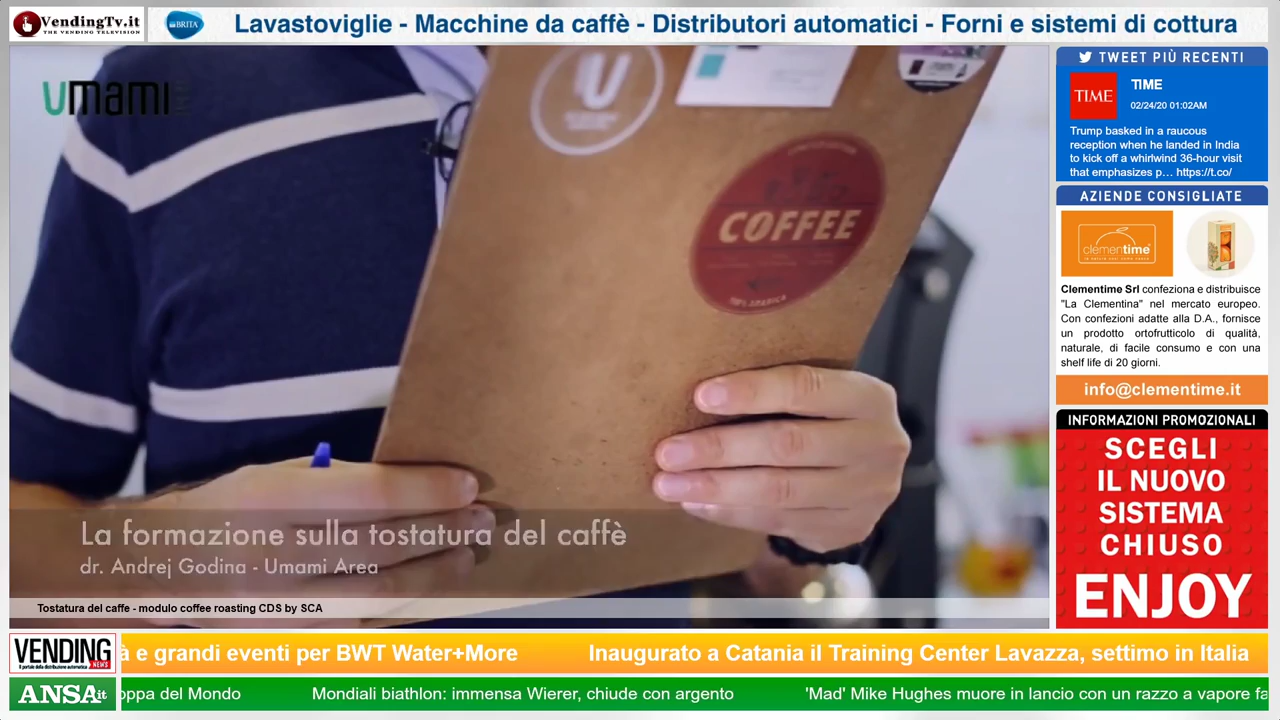 VendingTv.it
THE VENDING TELEVISION
BRITA
Lavastoviglie - Macchine da caffè - Distributori automatici - Forni e sistemi di cottura
umami
COFFEE
100% ARABICA
La formazione sulla tostatura del caffè
dr. Andrej Godina - Umami Area
Tostatura del caffe - modulo coffee roasting CDS by SCA
TWEET PIÙ RECENTI
TIME
TIME
02/24/20 01:02AM
Trump basked in a raucous
reception when he landed in India
to kick off a whirlwind 36-hour visit
that emphasizes p… https://t.co/
AZIENDE CONSIGLIATE
clementime
Clementime Srl confeziona e distribuisce
"La Clementina" nel mercato europeo.
Con confezioni adatte alla D.A., fornisce
un prodotto ortofrutticolo di qualità,
naturale, di facile consumo e con una
shelf life di 20 giorni.
info@clementime.it
INFORMAZIONI PROMOZIONALI
SCEGLI
IL NUOVO
SISTEMA
CHIUSO
ENJOY
VENDING
NEWS
Il portale della distribuzione automatica
à e grandi eventi per BWT Water+More
Inaugurato a Catania il Training Center Lavazza, settimo in Italia
ANSA.it
oppa del Mondo
Mondiali biathlon: immensa Wierer, chiude con argento
'Mad' Mike Hughes muore in lancio con un razzo a vapore fa